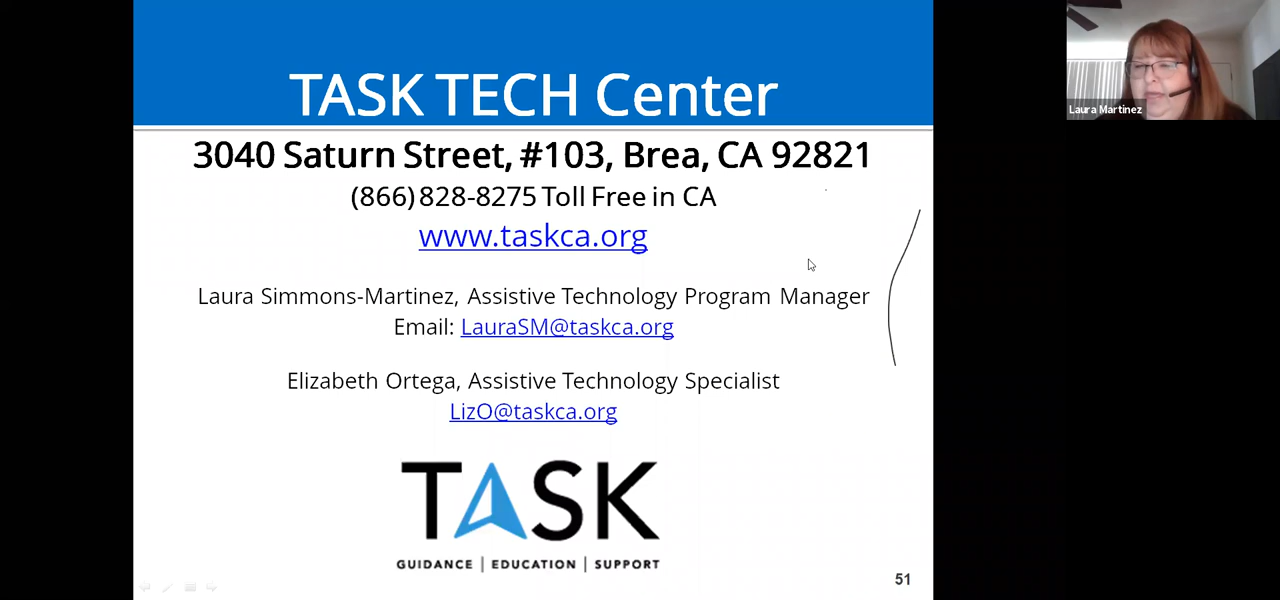 TASK TECH Center
3040 Saturn Street, #103, Brea, CA 92821
(866) 828-8275 Toll Free in CA
www.taskca.org
Laura Simmons-Martinez, Assistive Technology Program Manager
Email: LauraSM@taskca.org
Elizabeth Ortega, Assistive Technology Specialist
LizO@taskca.org
TASK
GUIDANCE | EDUCATION | SUPPORT
51
Laura Martinez